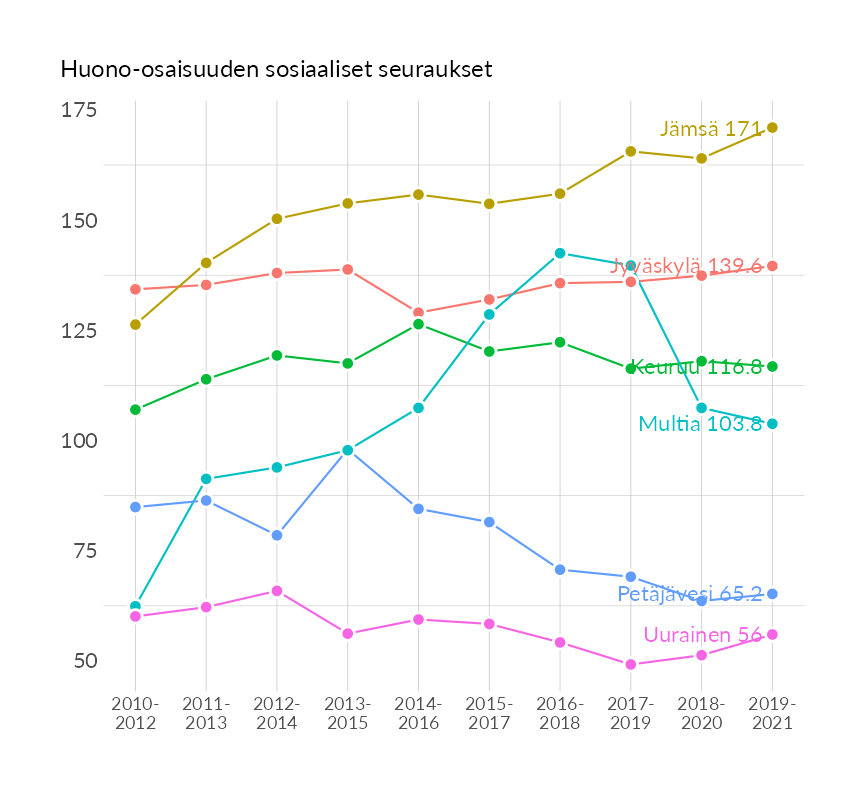 Huono-osaisuuden sosiaaliset seuraukset
175
150
125
100
75
50
Jämsä 171
Jyväskylä 139.6
Keuruu 116.8
Multia 103.8
Petäjävesi 65.2
Uurainen 56
2010- 2011- 2012- 2013- 2014- 2015- 2016- 2017- 2018- 2019-
2012 2013 2014 2015 2016 2017 2018 2019 2020 2021